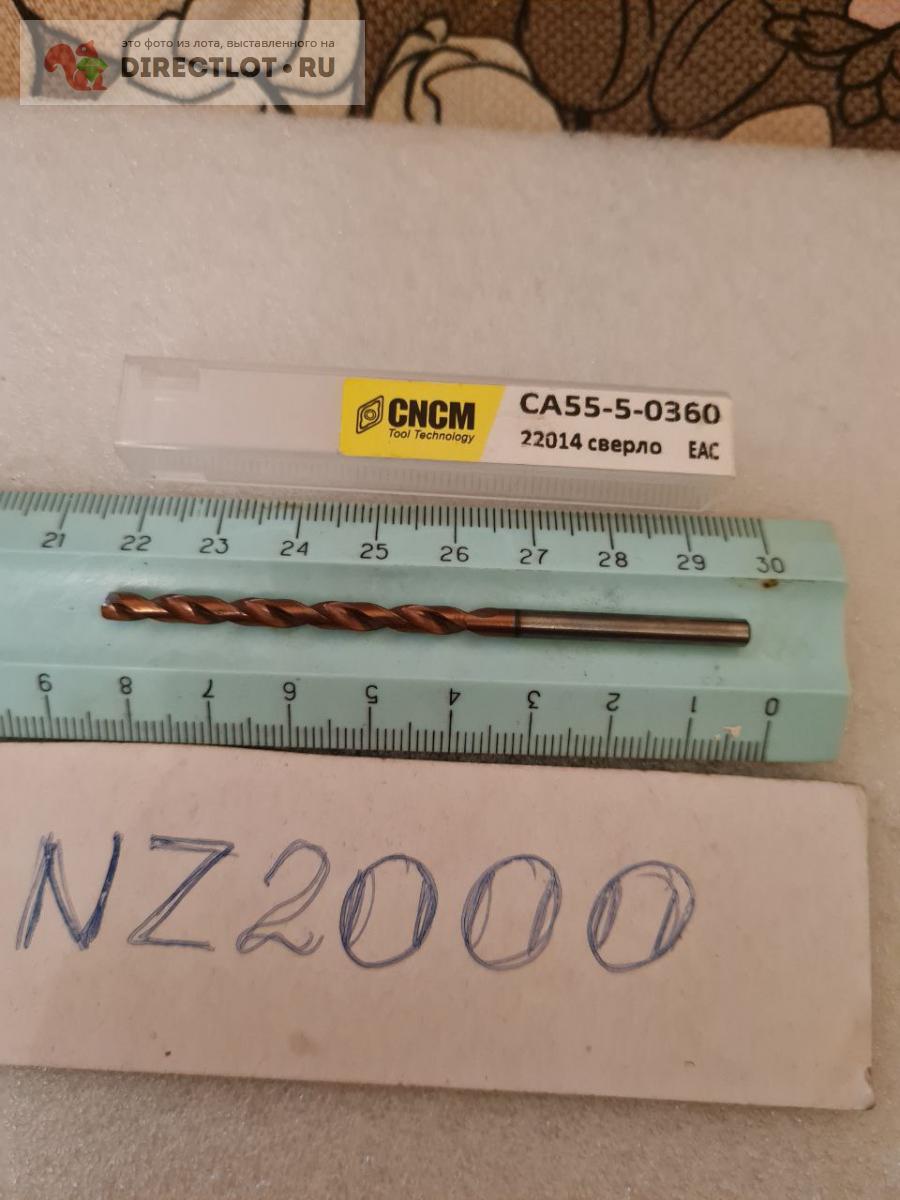 это фото из лота, выставленного на
DIRECTLOT•RU
CNCM
Tool Technology
CA55-5-0360
22014 сверло EAC
21 22 23 24 25 26 27 28 29 30
9 8 7 6 5 4 3 2 1 0
NZ2000